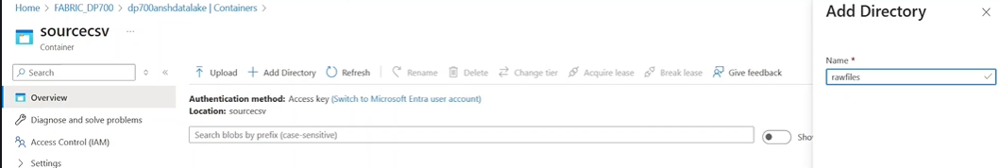 Home > FABRIC_DP700 > dp700anshdatalake | Containers >
sourcecsv ...
Container
Search
Overview
Diagnose and solve problems
Access Control (IAM)
Settings
Upload Add Directory Refresh Rename Delete Change tier Acquire lease Break lease Give feedback
Authentication method: Access key (Switch to Microsoft Entra user account)
Location: sourcecsv
Search blobs by prefix (case-sensitive)
Add Directory
Name *
rawfiles